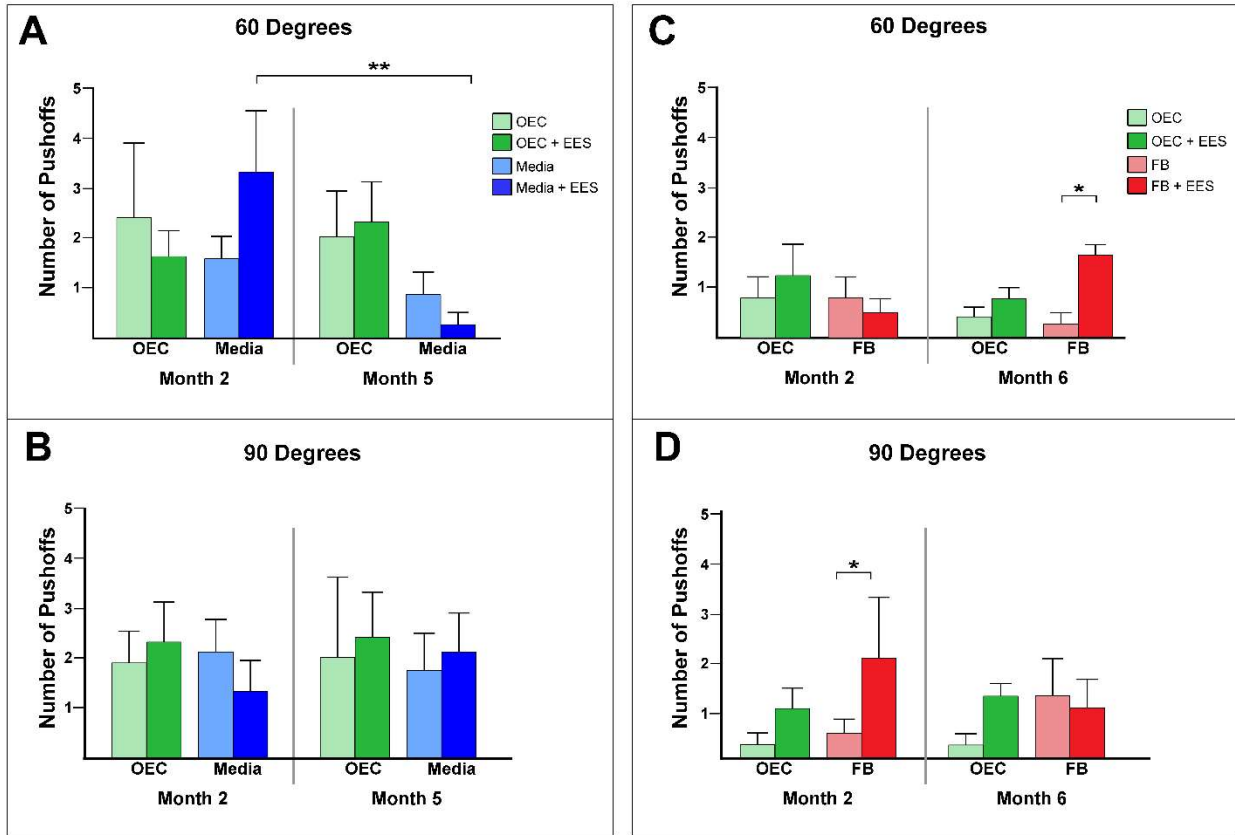 A
60 Degrees
**
Number of Pushoffs
5
4
3
2
1
OEC
OEC + EES
Media
Media + EES
OEC Media OEC Media
Month 2 Month 5
C
60 Degrees
Number of Pushoffs
5
4
3
2
1
OEC
OEC + EES
FB
FB + EES
*
OEC FB OEC FB
Month 2 Month 6
B
90 Degrees
Number of Pushoffs
5
4
3
2
1
OEC Media OEC Media
Month 2 Month 5
D
90 Degrees
Number of Pushoffs
5
4
3
2
1
*
OEC FB OEC FB
Month 2 Month 6